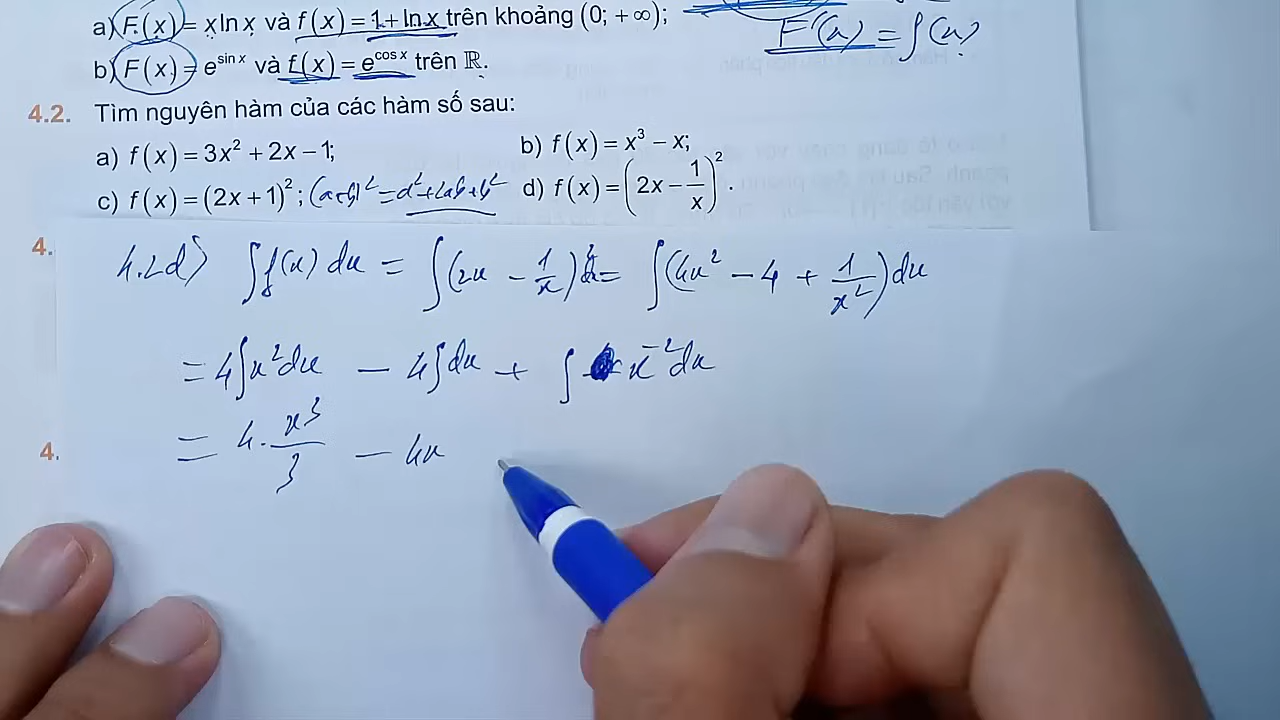 a) F(x) = x ln x và f(x) = 1 + ln x trên khoảng (0; +∞);
F'(x) = f(x)
b) F(x) = e^{sin x} và f(x) = e^{cos x} trên ℝ.
4.2. Tìm nguyên hàm của các hàm số sau:
a) f(x) = 3x² + 2x − 1; b) f(x) = x³ − x;
c) f(x) = (2x + 1)²; (a+b)² = a²+2ab+b² d) f(x) = (2x − 1/x)².
4. 4.2d) ∫f(x) dx = ∫(2x − 1/x)² dx = ∫(4x² − 4 + 1/x²) dx
= 4∫x² dx − 4∫dx + ∫ x⁻² dx
4. = 4. x³/3 − 4x